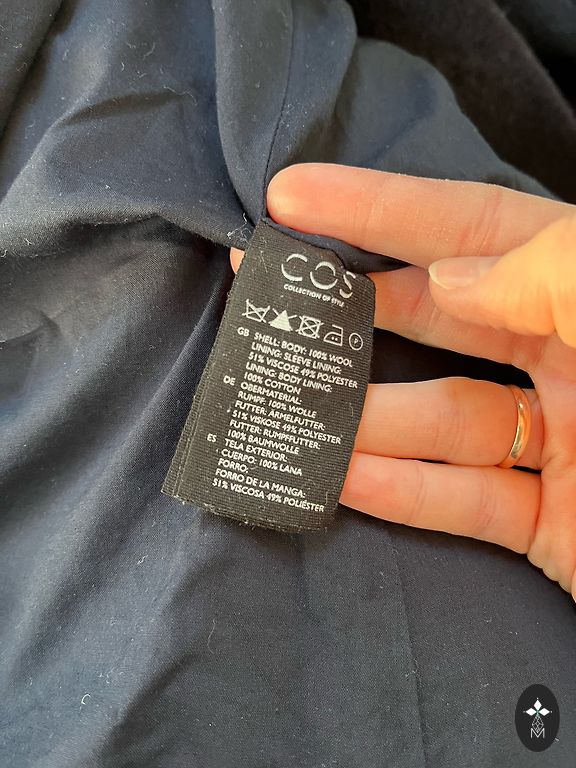 COS
COLLECTION OF STYLE
P
GB SHELL: BODY: 100% WOOL
LINING: SLEEVE LINING:
51% VISCOSE 49% POLYESTER
LINING: BODY LINING:
100% COTTON
DE OBERMATERIAL:
RUMPF: 100% WOLLE
FUTTER: ÄRMELFUTTER:
51% VISKOSE 49% POLYESTER
FUTTER: RUMPFFUTTER:
100% BAUMWOLLE
ES TELA EXTERIOR:
CUERPO: 100% LANA
FORRO:
FORRO DE LA MANGA:
51% VISCOSA 49% POLIÉSTER
M